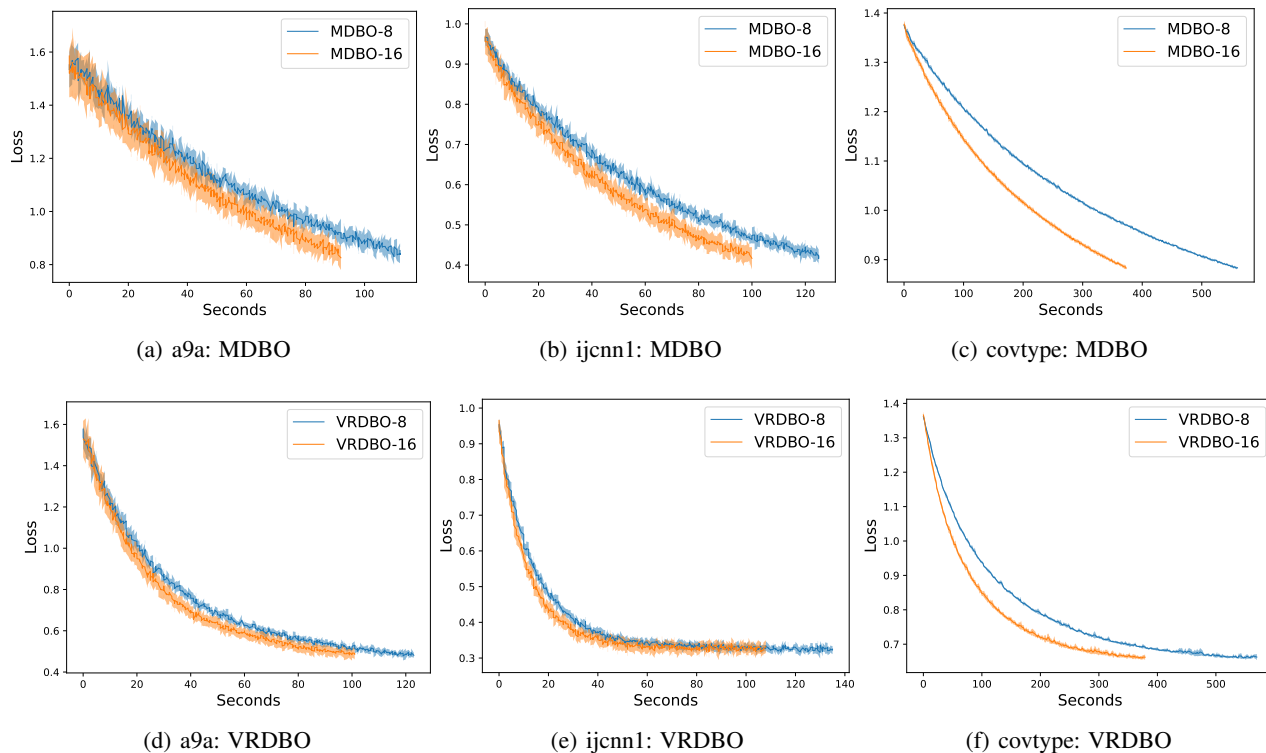 MDBO-8
MDBO-16
1.6
1.4
1.2
1.0
0.8
Loss
0 20 40 60 80 100
Seconds
(a) a9a: MDBO
MDBO-8
MDBO-16
1.0
0.9
0.8
0.7
0.6
0.5
0.4
Loss
0 20 40 60 80 100 120
Seconds
(b) ijcnn1: MDBO
MDBO-8
MDBO-16
1.4
1.3
1.2
1.1
1.0
0.9
Loss
0 100 200 300 400 500
Seconds
(c) covtype: MDBO
VRDBO-8
VRDBO-16
1.6
1.4
1.2
1.0
0.8
0.6
0.4
Loss
0 20 40 60 80 100 120
Seconds
(d) a9a: VRDBO
VRDBO-8
VRDBO-16
1.0
0.9
0.8
0.7
0.6
0.5
0.4
0.3
Loss
0 20 40 60 80 100 120 140
Seconds
(e) ijcnn1: VRDBO
VRDBO-8
VRDBO-16
1.4
1.3
1.2
1.1
1.0
0.9
0.8
0.7
0.6
Loss
0 100 200 300 400 500
Seconds
(f) covtype: VRDBO